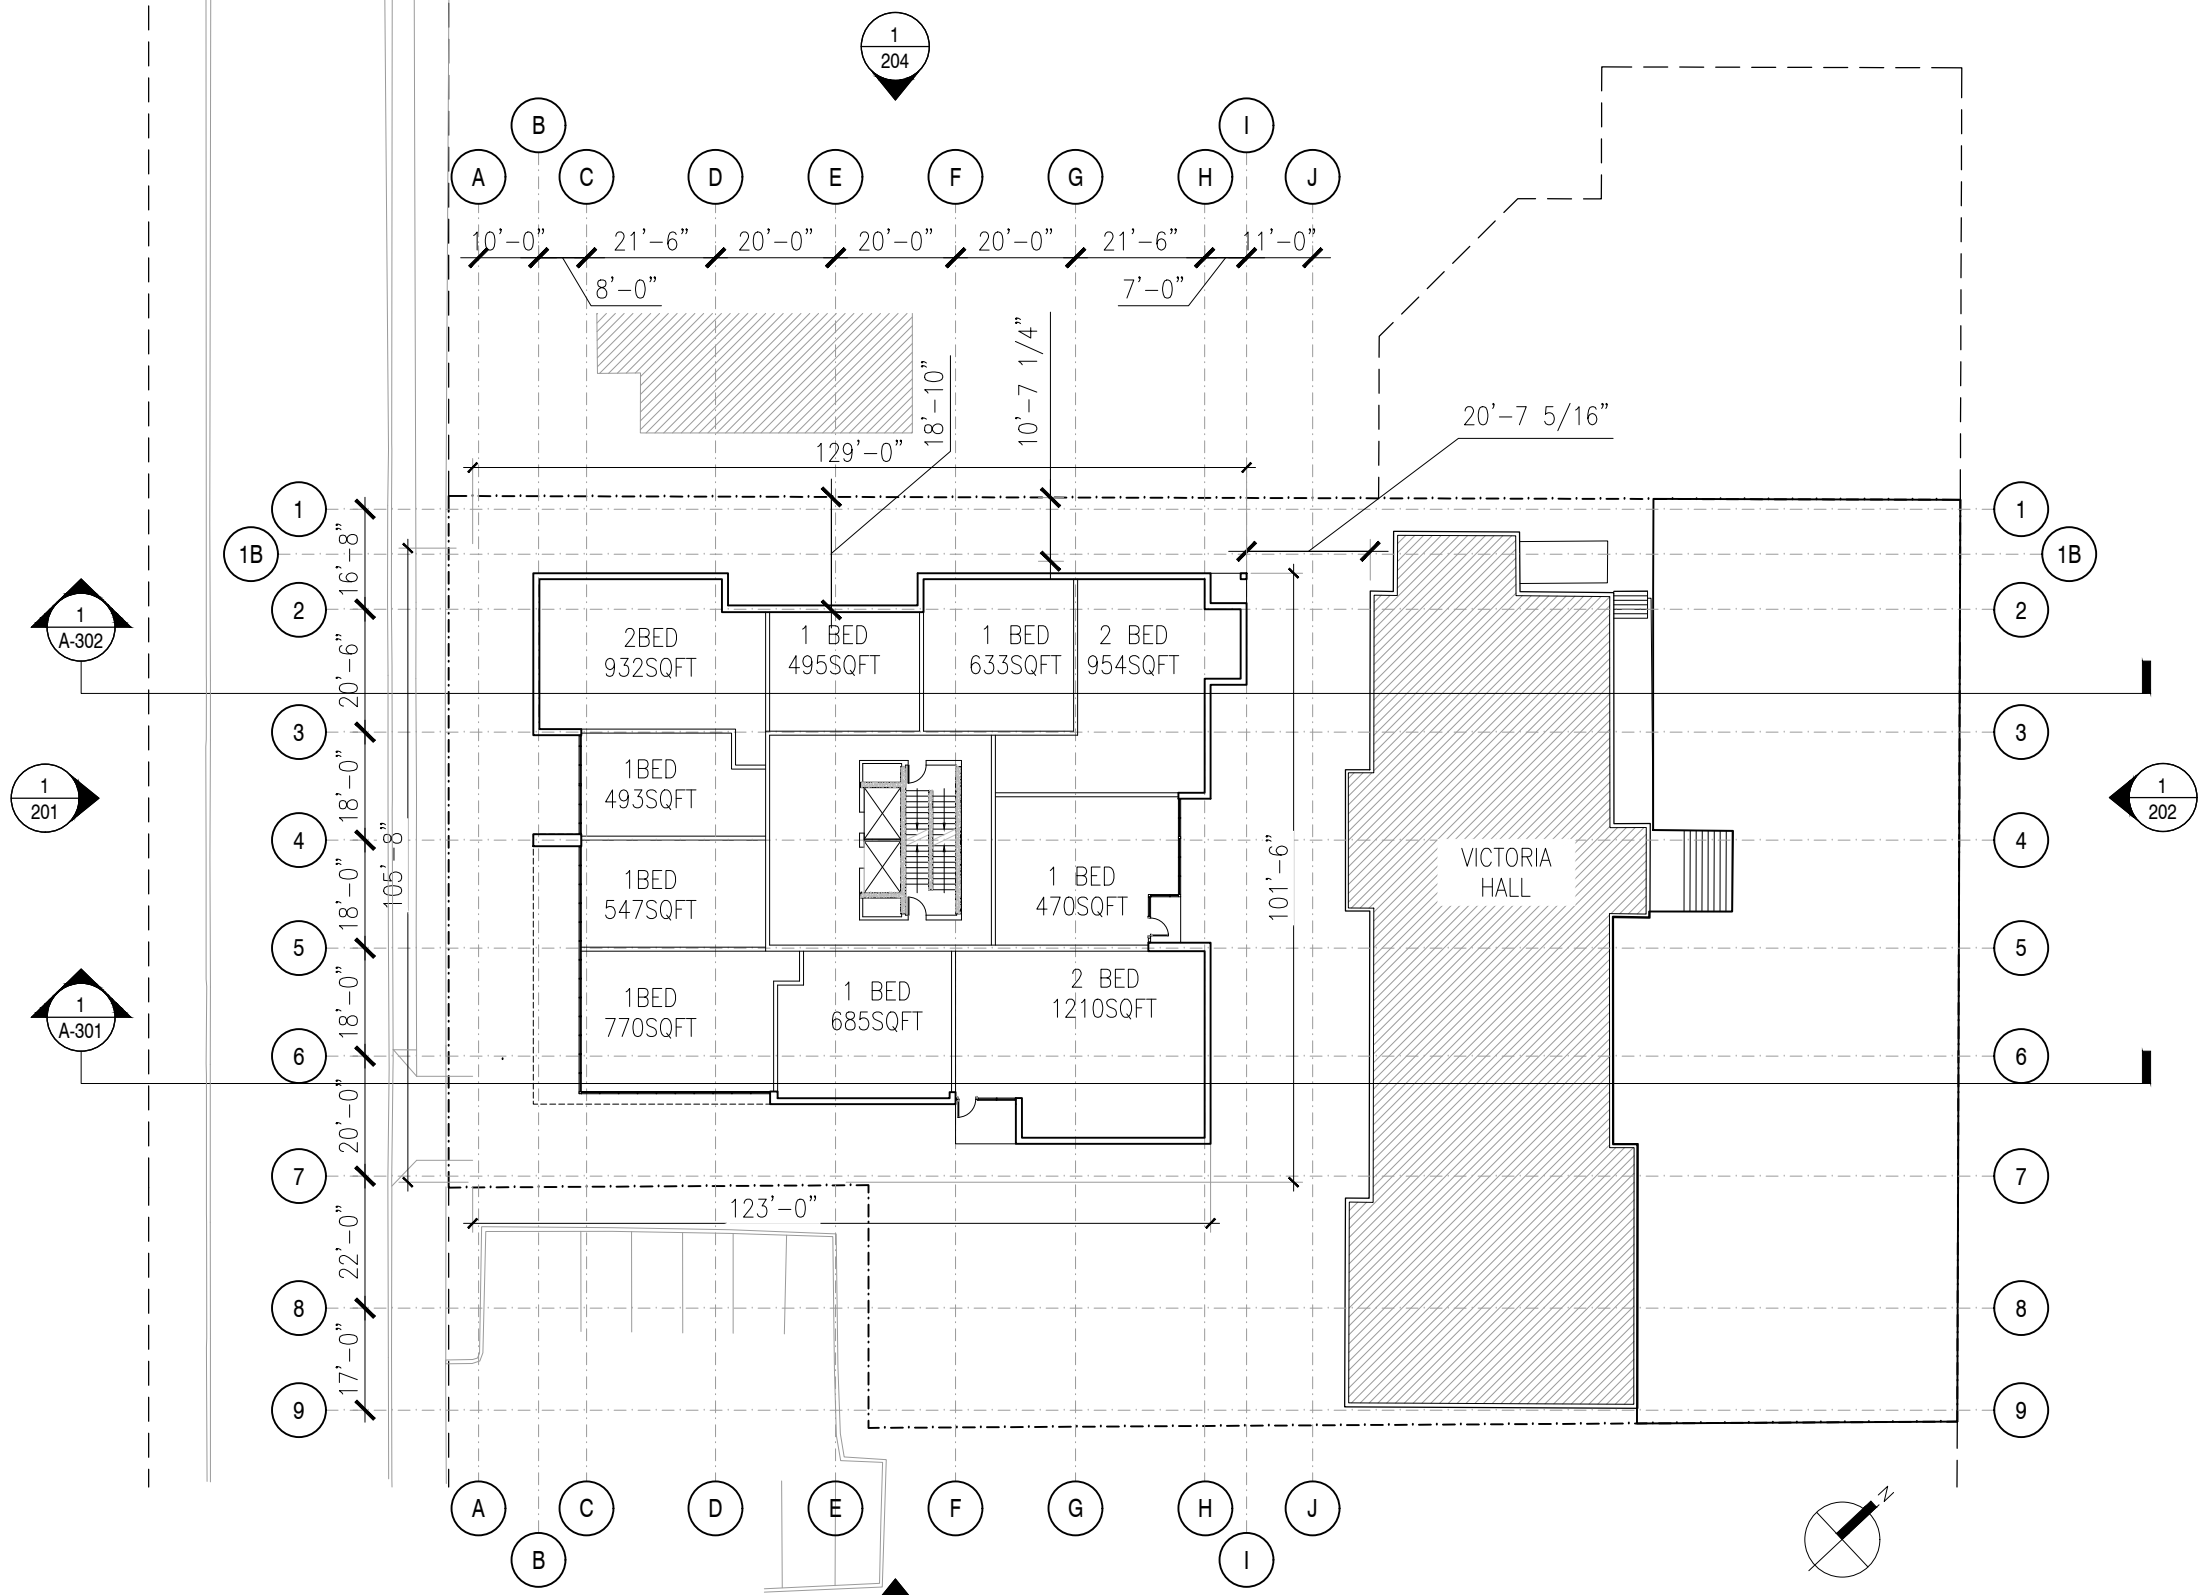 1
204
B
I
A
C
D
E
F
G
H
J
10'-0"
21'-6"
20'-0"
20'-0"
20'-0"
21'-6"
11'-0"
8'-0"
7'-0"
18'-10"
10'-7 1/4"
20'-7 5/16"
129'-0"
1
1
1B
1B
16'-8"
2
2
1
A-302
2BED
932SQFT
1 BED
495SQFT
1 BED
633SQFT
2 BED
954SQFT
20'-6"
3
3
1
201
1BED
493SQFT
1
202
18'-0"
4
4
105'-8"
101'-6"
VICTORIA
HALL
1BED
547SQFT
1 BED
470SQFT
18'-0"
5
5
1
A-301
1BED
770SQFT
1 BED
685SQFT
2 BED
1210SQFT
18'-0"
6
6
20'-0"
7
7
123'-0"
22'-0"
8
8
17'-0"
9
9
A
C
D
E
F
G
H
J
B
I
N